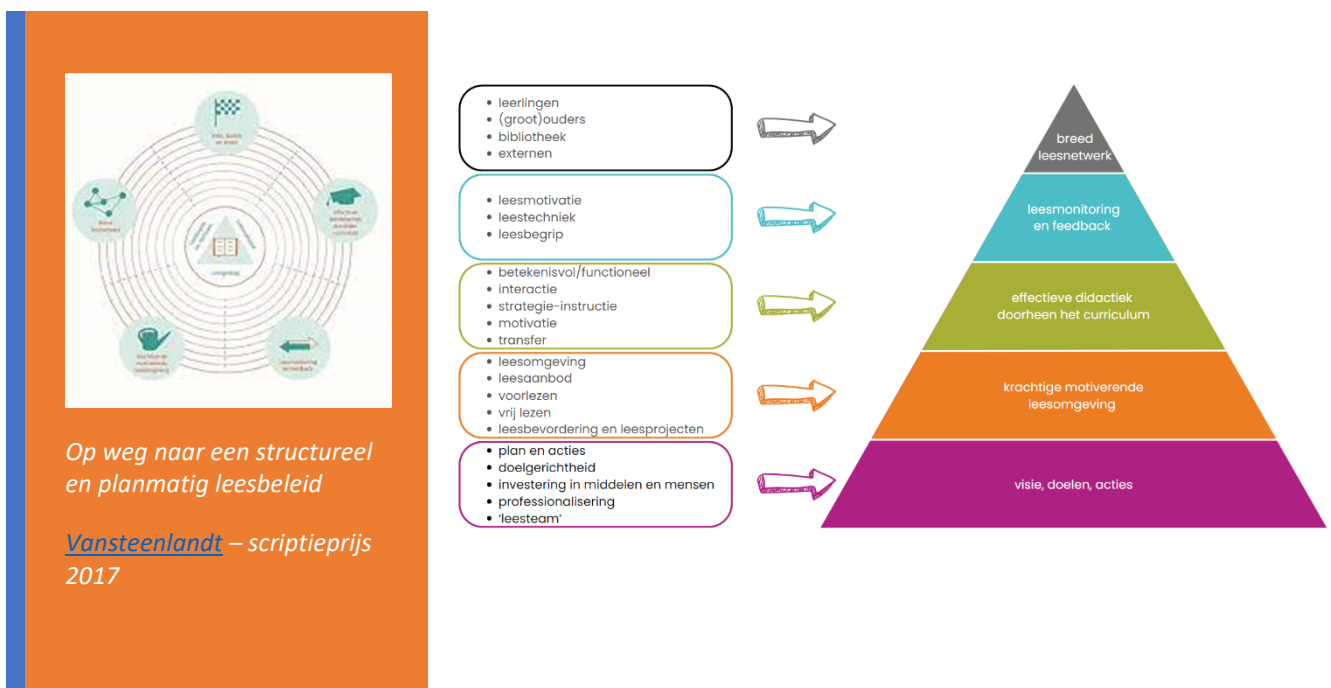 Op weg naar een structureel
en planmatig leesbeleid
Vansteenlandt – scriptieprijs
2017
• leerlingen
• (groot)ouders
• bibliotheek
• externen
• leesmotivatie
• leestechniek
• leesbegrip
• betekenisvol/functioneel
• interactie
• strategie-instructie
• motivatie
• transfer
• leesomgeving
• leesaanbod
• voorlezen
• vrij lezen
• leesbevordering en leesprojecten
• plan en acties
• doelgerichtheid
• investering in middelen en mensen
• professionalisering
• 'leesteam'
breed
leesnetwerk
leesmonitoring
en feedback
effectieve didactiek
doorheen het curriculum
krachtige motiverende
leesomgeving
visie, doelen, acties